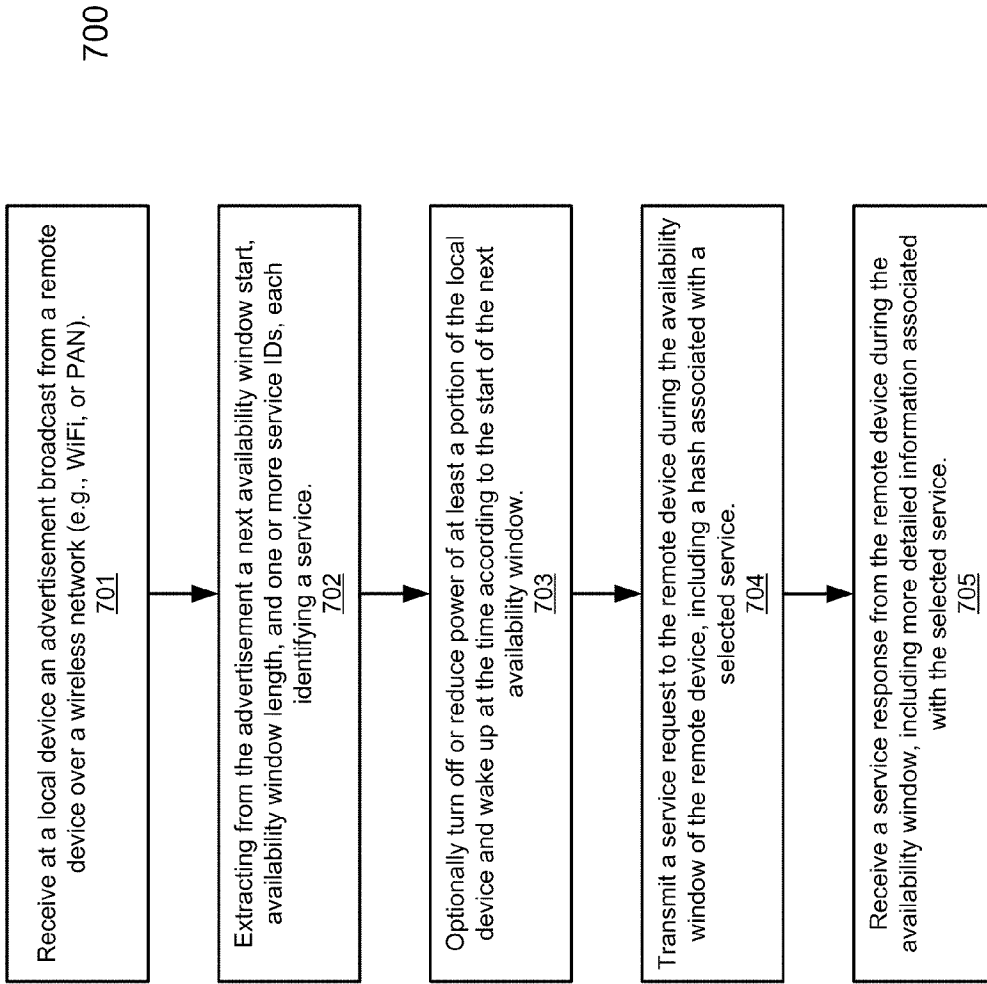 700
Receive at a local device an advertisement broadcast from a remote
device over a wireless network (e.g., WiFi, or PAN).
701
Extracting from the advertisement a next availability window start,
availability window length, and one or more service IDs, each
identifying a service.
702
Optionally turn off or reduce power of at least a portion of the local
device and wake up at the time according to the start of the next
availability window.
703
Transmit a service request to the remote device during the availability
window of the remote device, including a hash associated with a
selected service.
704
Receive a service response from the remote device during the
availability window, including more detailed information associated
with the selected service.
705